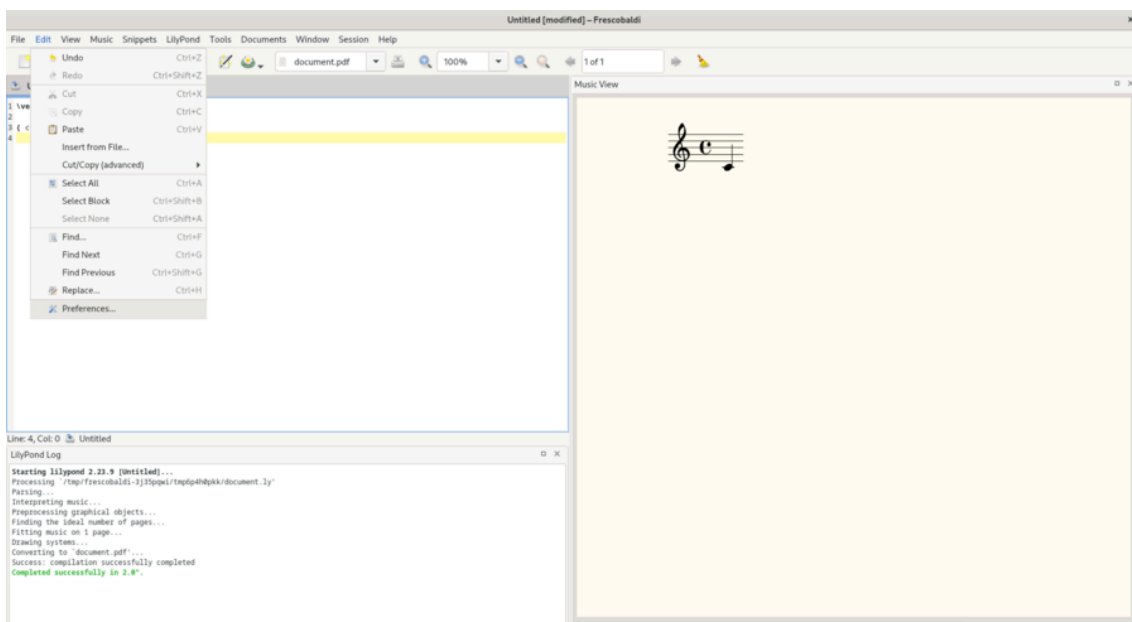 Untitled [modified] – Frescobaldi
File Edit View Music Snippets LilyPond Tools Documents Window Session Help
document.pdf 100% 1 of 1
Undo Ctrl+Z
Redo Ctrl+Shift+Z
Cut Ctrl+X
Copy Ctrl+C
Paste Ctrl+V
Insert from File...
Cut/Copy (advanced)
Select All Ctrl+A
Select Block Ctrl+Shift+B
Select None Ctrl+Shift+A
Find... Ctrl+F
Find Next Ctrl+G
Find Previous Ctrl+Shift+G
Replace... Ctrl+H
Preferences...
1 \ve
2
3 { c
4
Music View
Line: 4, Col: 0 Untitled
LilyPond Log
Starting lilypond 2.23.9 [Untitled]...
Processing `/tmp/frescobaldi-3j35pqwi/tmp6p4h0pkk/document.ly'
Parsing...
Interpreting music...
Preprocessing graphical objects...
Finding the ideal number of pages...
Fitting music on 1 page...
Drawing systems...
Converting to `document.pdf'...
Success: compilation successfully completed
Completed successfully in 2.0".